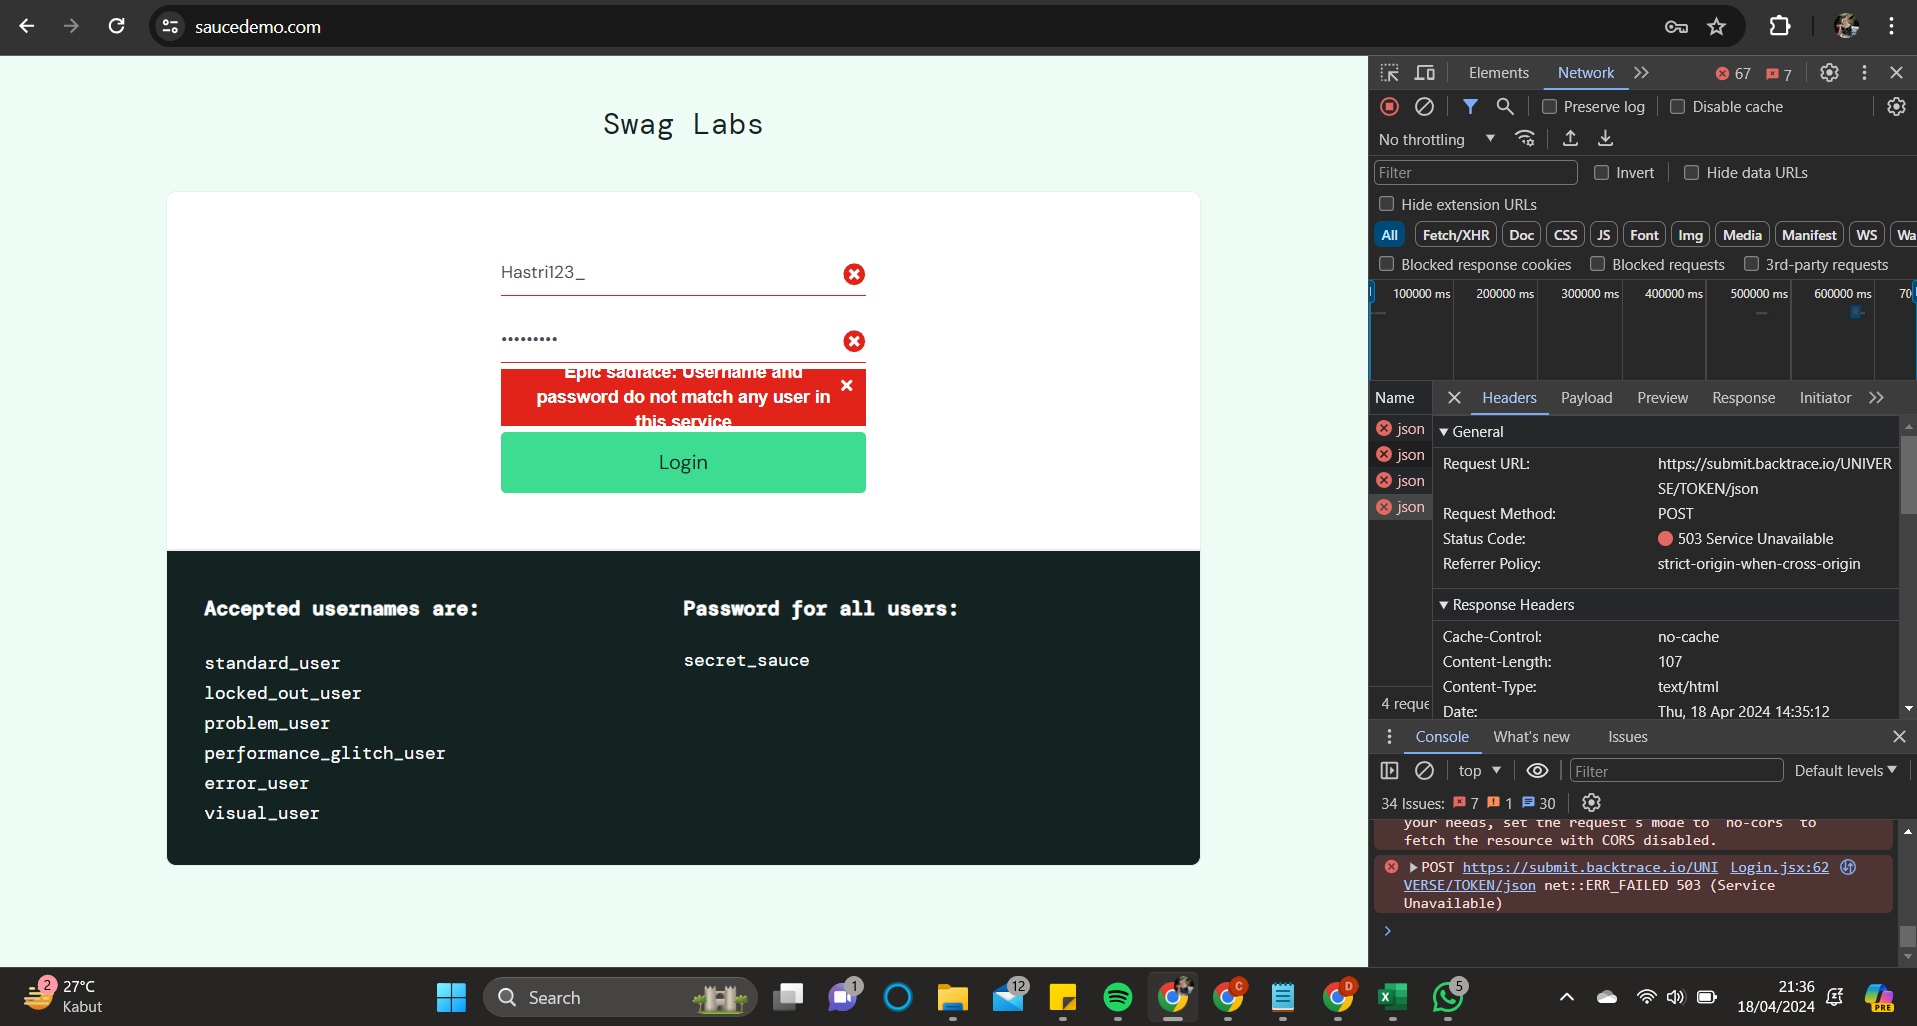 saucedemo.com
Swag Labs
Hastri123_
•••••••••
Epic sadface: Username and
password do not match any user in
this service
Login
Accepted usernames are:
standard_user
locked_out_user
problem_user
performance_glitch_user
error_user
visual_user
Password for all users:
secret_sauce
Elements Network 67 7
Preserve log Disable cache
No throttling
Filter Invert Hide data URLs
Hide extension URLs
All Fetch/XHR Doc CSS JS Font Img Media Manifest WS Wa
Blocked response cookies Blocked requests 3rd-party requests
100000 ms 200000 ms 300000 ms 400000 ms 500000 ms 600000 ms 70
Name
json
json
json
json
4 reque
Headers Payload Preview Response Initiator
General
Request URL: https://submit.backtrace.io/UNIVER
SE/TOKEN/json
Request Method: POST
Status Code: 503 Service Unavailable
Referrer Policy: strict-origin-when-cross-origin
Response Headers
Cache-Control: no-cache
Content-Length: 107
Content-Type: text/html
Date: Thu, 18 Apr 2024 14:35:12
Console What's new Issues
top Filter Default levels
34 Issues: 7 1 30
your needs, set the request's mode to 'no-cors' to
fetch the resource with CORS disabled.
POST https://submit.backtrace.io/UNI Login.jsx:62
VERSE/TOKEN/json net::ERR_FAILED 503 (Service
Unavailable)
2
27°C
Kabut
Search
1
12
C
D
5
21:36
18/04/2024
PRE